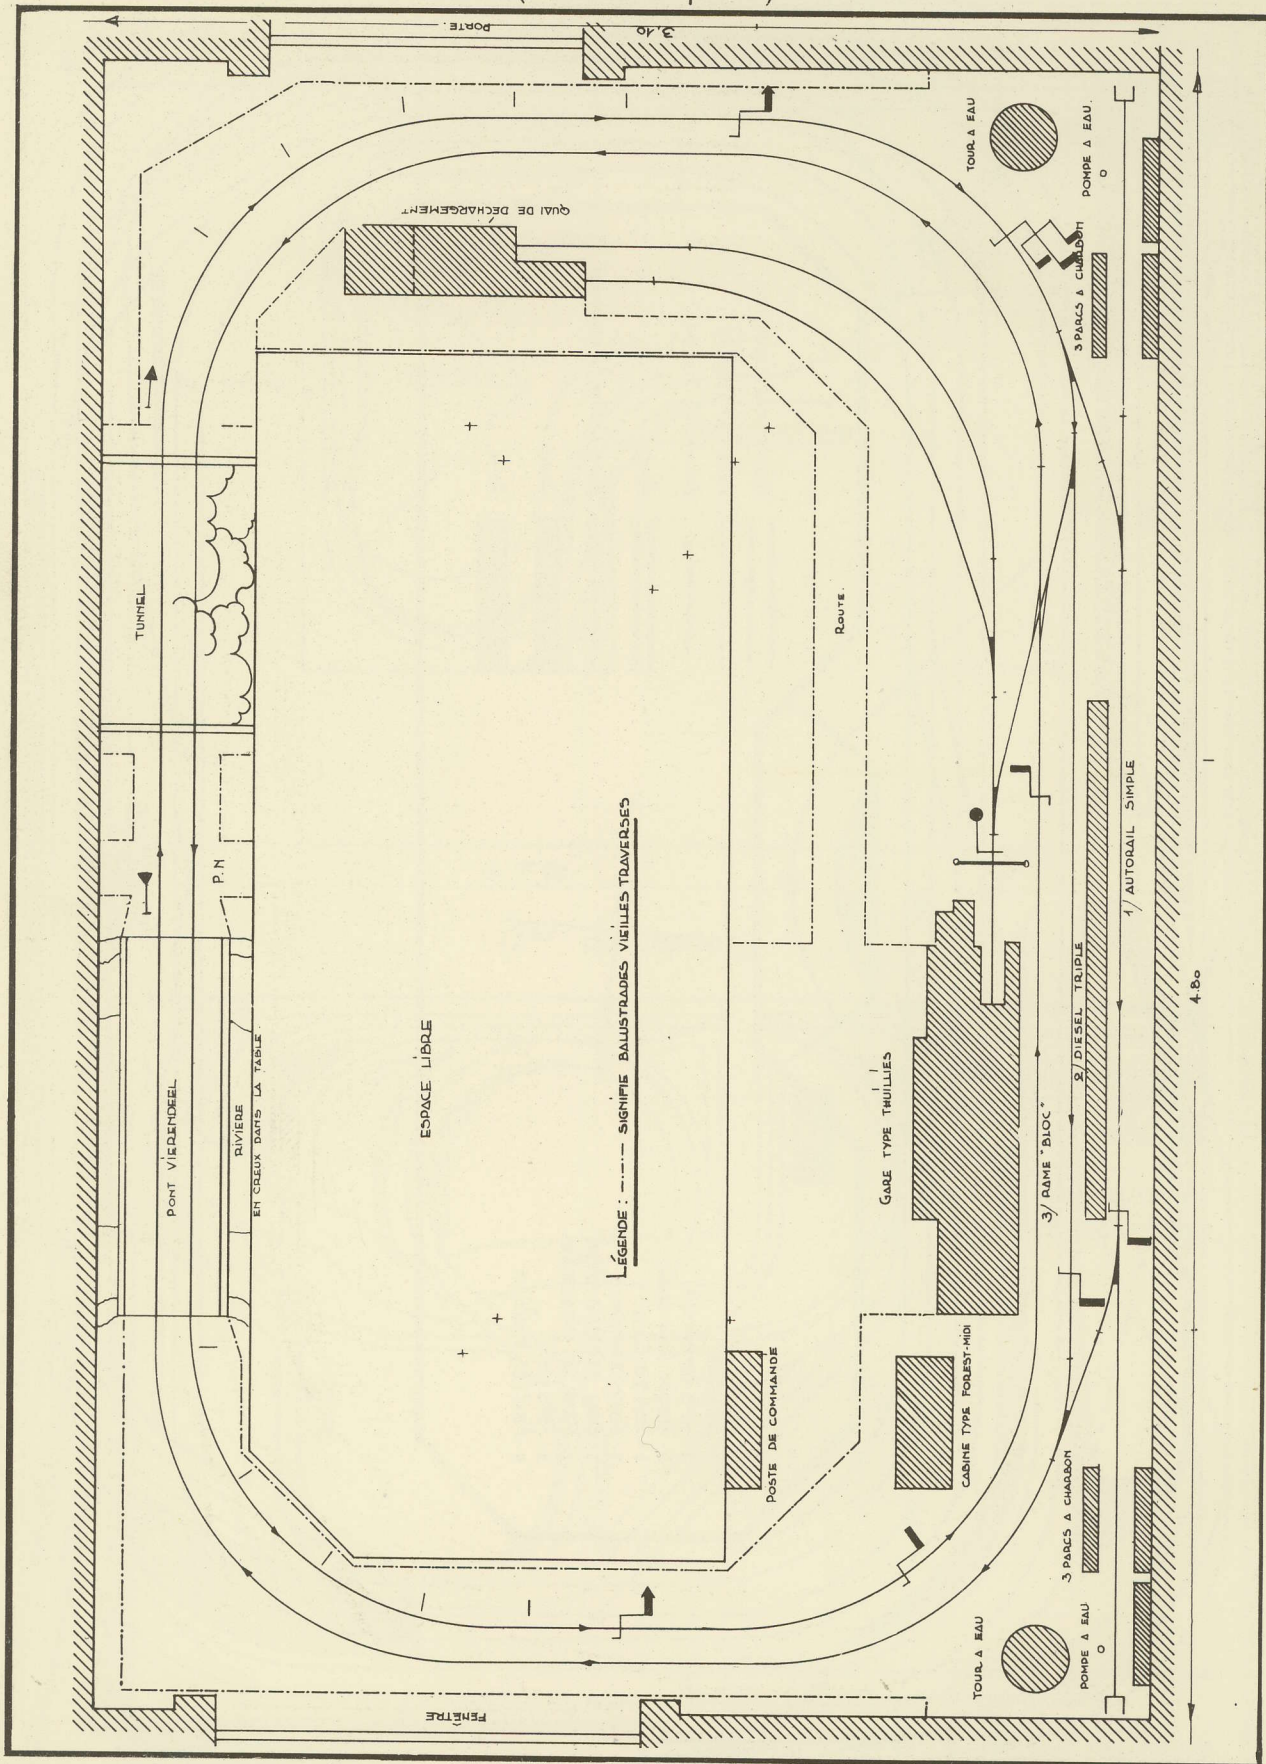 PORTE.
3.10
TOUR A EAU
POMPE A EAU.
QUAI DE DÉCHARGEMENT
3 PARCS A CHARBON
TUNNEL
ROUTE.
P.N
1/ AUTORAIL SIMPLE
2/ DIESEL TRIPLE
3/ RAME "BLOC"
4.80
PONT VIERENDEEL
RIVIERE
EN CREUX DANS LA TABLE
ESPACE LIBRE
LÉGENDE : —·—·— SIGNIFIE BALUSTRADES VIEILLES TRAVERSES
GARE TYPE THUILLIES
POSTE DE COMMANDE
CABINE TYPE FOREST-MIDI
3 PARCS A CHARBON
TOUR A EAU
POMPE A EAU
FENÊTRE